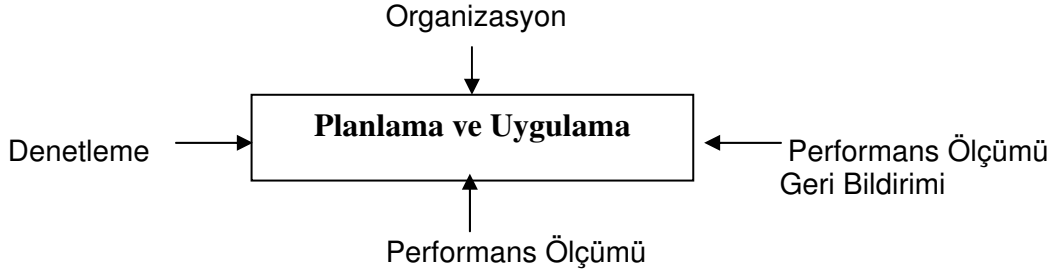 Organizasyon
Planlama ve Uygulama
Denetleme
Performans Ölçümü
Geri Bildirimi
Performans Ölçümü